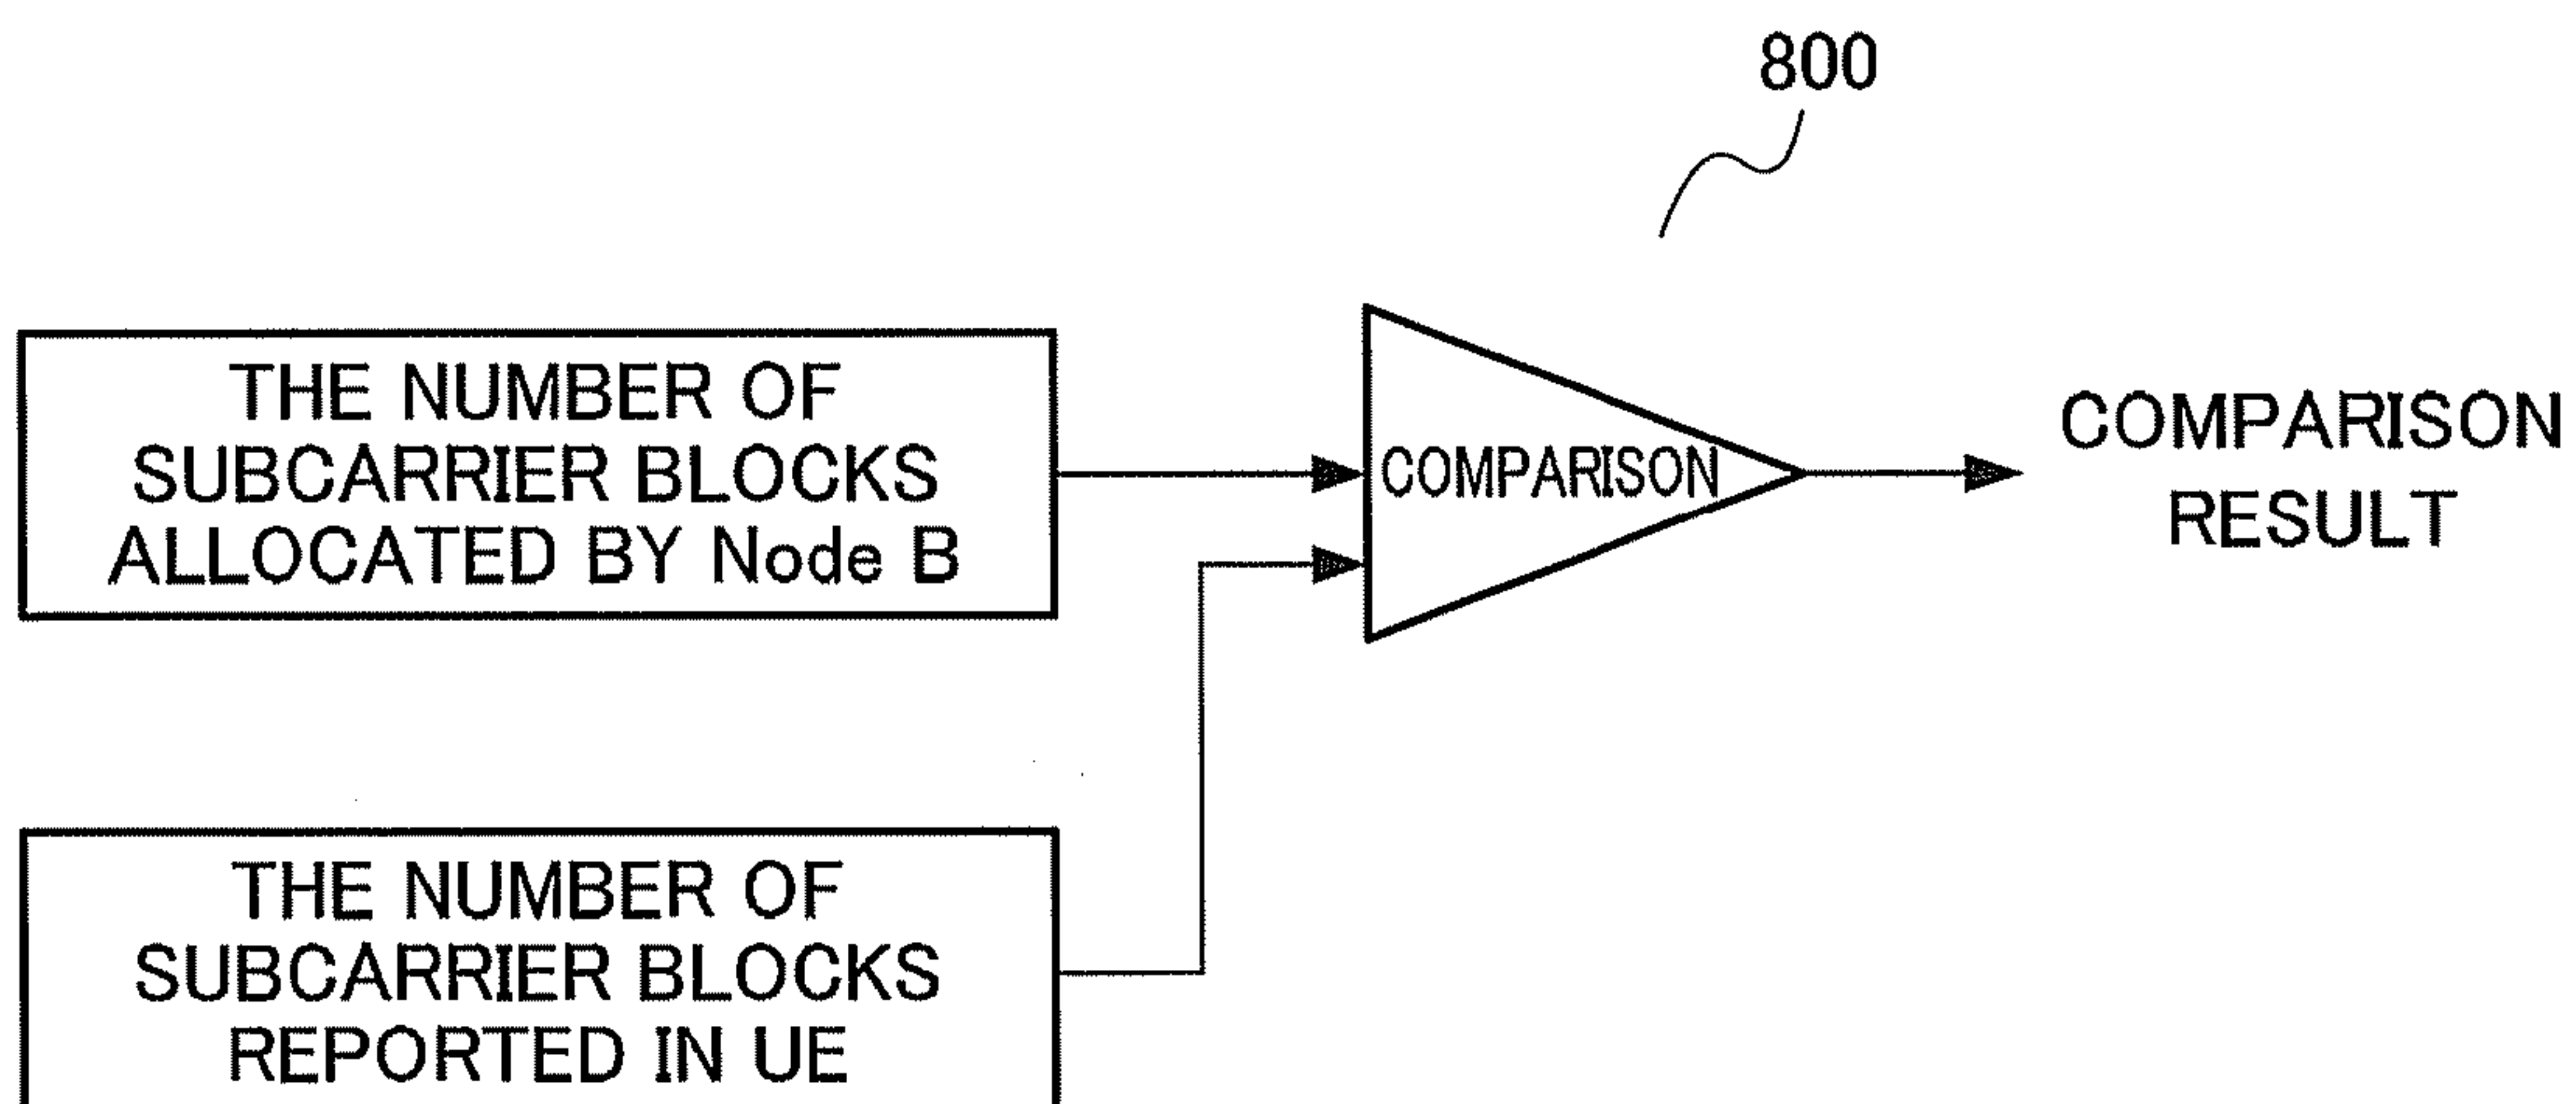 800
THE NUMBER OF
SUBCARRIER BLOCKS
ALLOCATED BY Node B
COMPARISON
COMPARISON
RESULT
THE NUMBER OF
SUBCARRIER BLOCKS
REPORTED IN UE